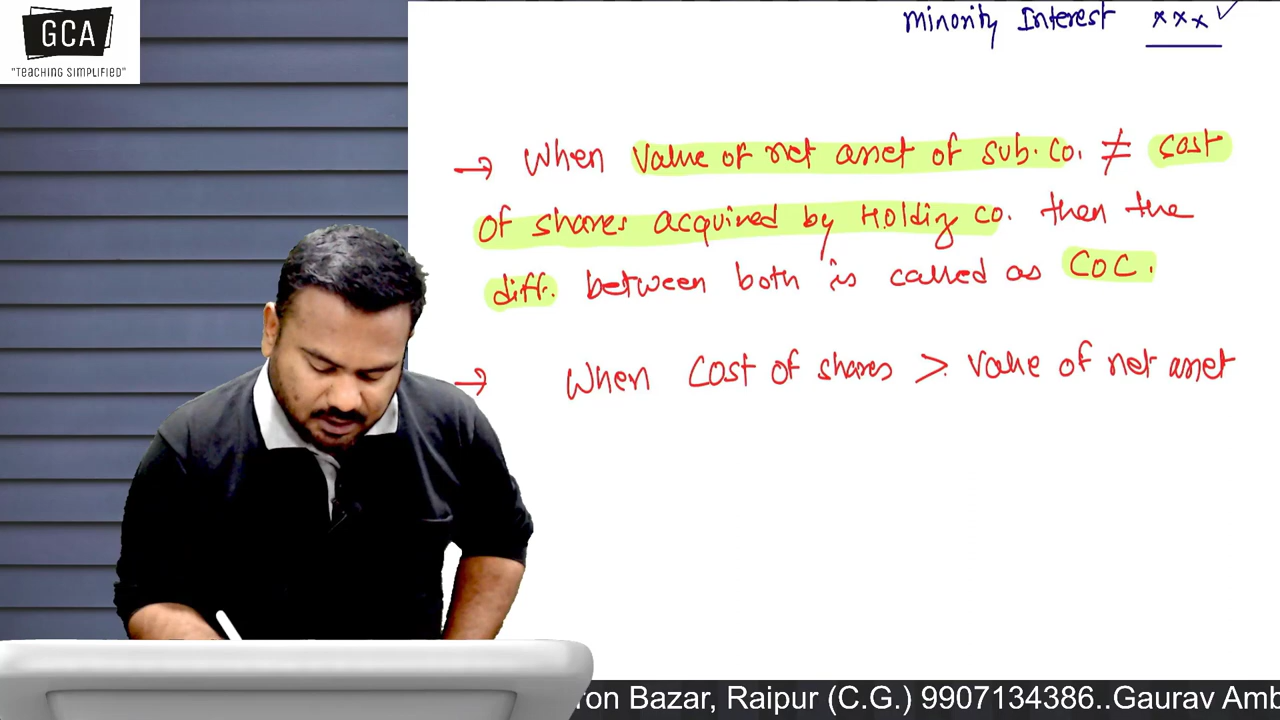 GCA
"TEACHING SIMPLIFIED"
Minority Interest xxx ✓
→ When Value of net asset of sub. co. ≠ cost
of shares acquired by Holding co. then the
diff. between both is called as COC.
→ When Cost of shares > Value of net asset
ron Bazar, Raipur (C.G.) 9907134386..Gaurav Amb